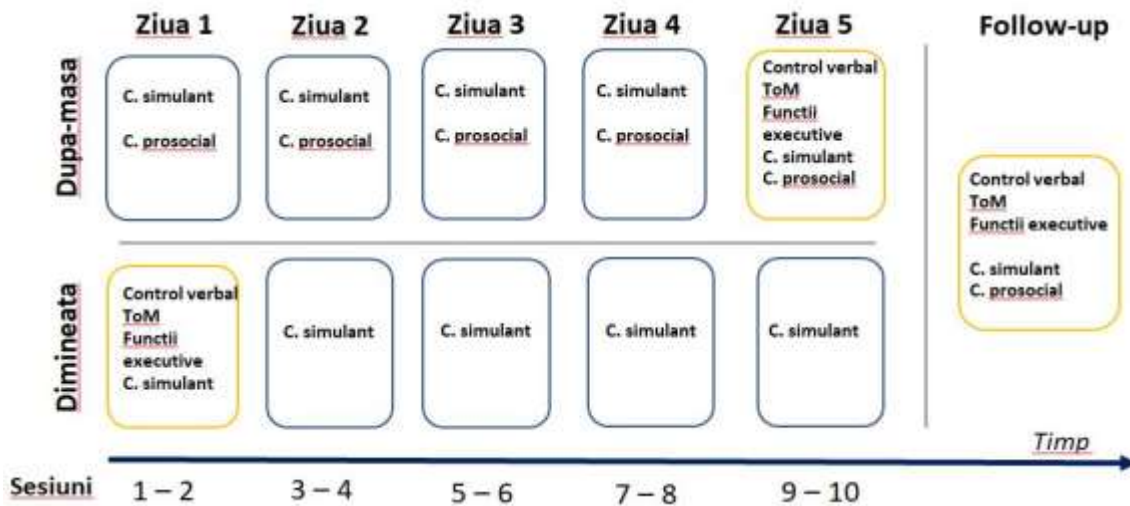 Ziua 1 Ziua 2 Ziua 3 Ziua 4 Ziua 5 Follow-up
Dupa-masa
C. simulant
C. prosocial
C. simulant
C. prosocial
C. simulant
C. prosocial
C. simulant
C. prosocial
Control verbal
ToM
Functii
executive
C. simulant
C. prosocial
Control verbal
ToM
Functii executive
C. simulant
C. prosocial
Dimineata
Control verbal
ToM
Functii
executive
C. simulant
C. simulant
C. simulant
C. simulant
C. simulant
Timp
Sesiuni 1 – 2 3 – 4 5 – 6 7 – 8 9 – 10